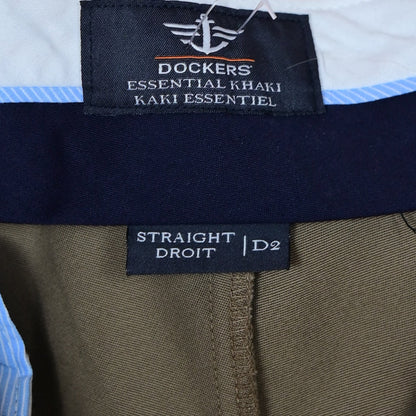 DOCKERS®
ESSENTIAL KHAKI
KAKI ESSENTIEL
STRAIGHT
DROIT
D2